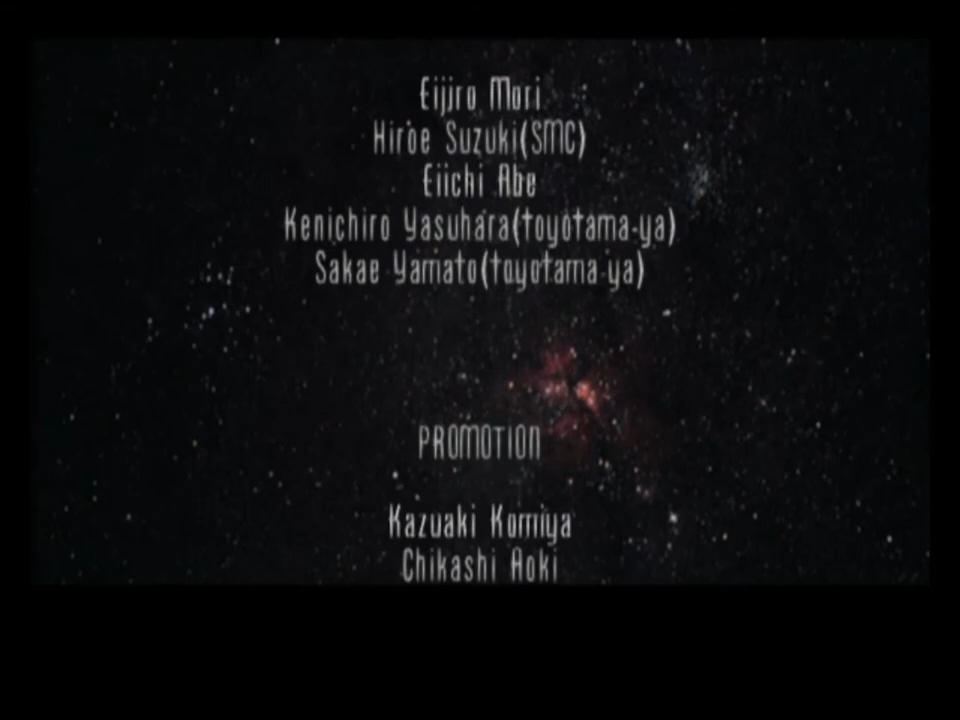 Eijiro Mori
Hiroe Suzuki(SMC)
Eiichi Abe
Kenichiro Yasuhara(toyotama-ya)
Sakae Yamato(toyotama-ya)
PROMOTION
Kazuaki Komiya
Chikashi Aoki